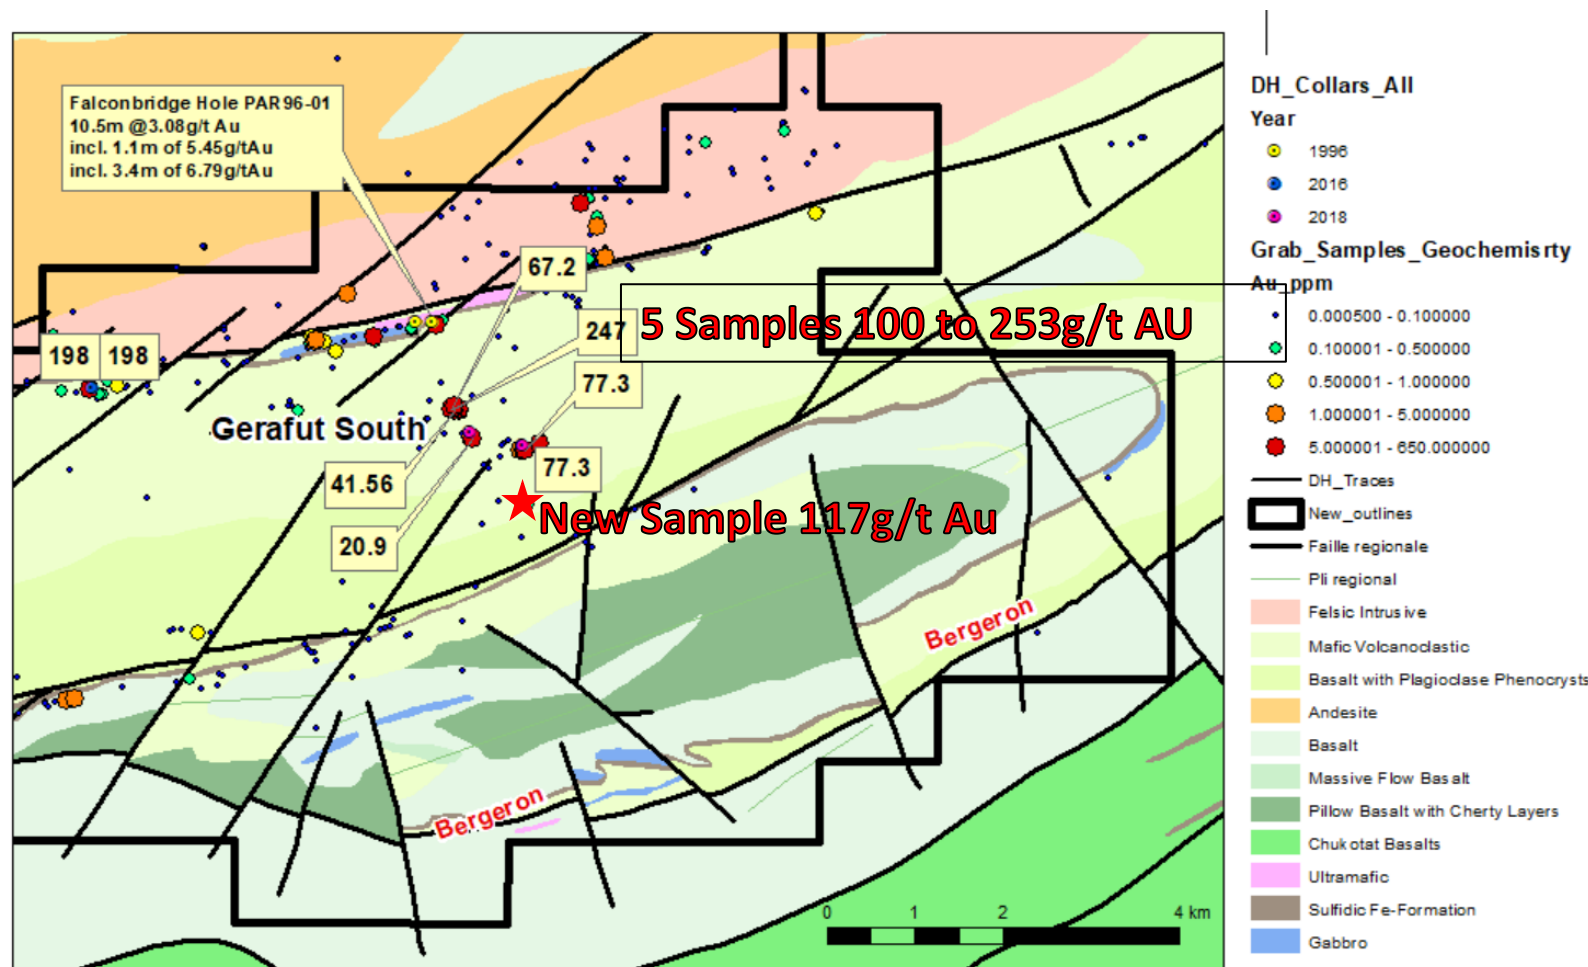 Falconbridge Hole PAR96-01
10.5m @3.08g/t Au
incl. 1.1m of 5.45g/tAu
incl. 3.4m of 6.79g/tAu
67.2
247
5 Samples 100 to 253g/t AU
198
198
77.3
Gerafut South
77.3
41.56
New Sample 117g/t Au
20.9
Bergeron
Bergeron
0 1 2 4 km
DH_Collars_All
Year
1996
2016
2018
Grab_Samples_Geochemisrty
Au_ppm
0.000500 - 0.100000
0.100001 - 0.500000
0.500001 - 1.000000
1.000001 - 5.000000
5.000001 - 650.000000
DH_Traces
New_outlines
Faille regionale
Pli regional
Felsic Intrusive
Mafic Volcanoclastic
Basalt with Plagioclase Phenocrysts
Andesite
Basalt
Massive Flow Basalt
Pillow Basalt with Cherty Layers
Chukotat Basalts
Ultramafic
Sulfidic Fe-Formation
Gabbro